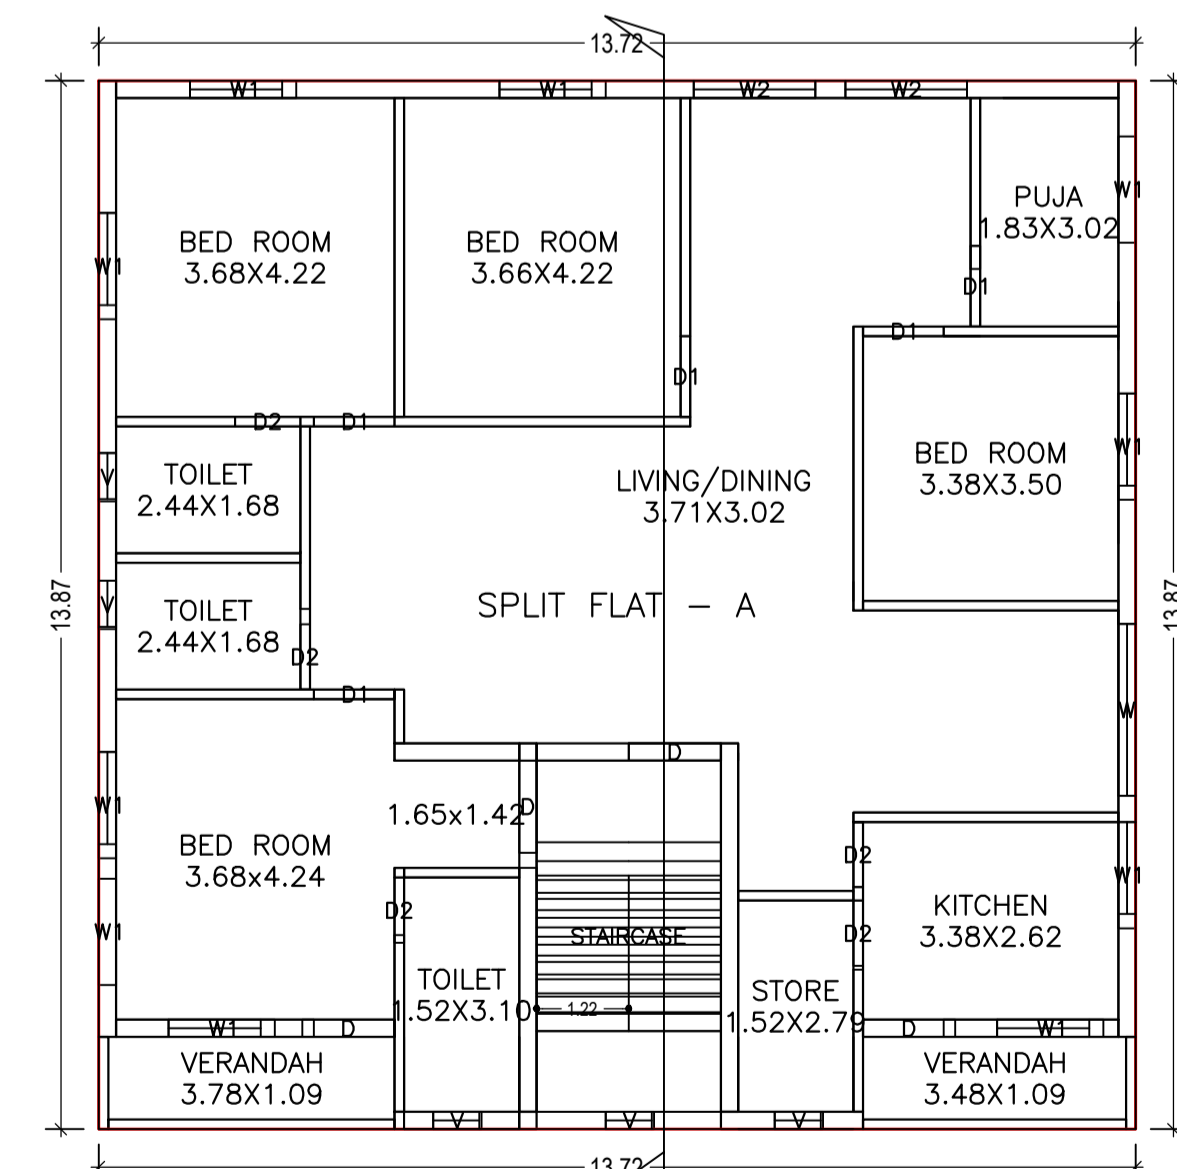 13.72
W1
W1
W2
W2
PUJA
1.83X3.02
W1
BED ROOM
3.68X4.22
BED ROOM
3.66X4.22
W1
D1
D1
D1
D2
D1
TOILET
2.44X1.68
V
LIVING/DINING
3.71X3.02
BED ROOM
3.38X3.50
W1
13.87
TOILET
2.44X1.68
V
SPLIT FLAT - A
13.87
D2
D1
W
D
1.65x1.42
D
W1
BED ROOM
3.68x4.24
D2
W1
D2
W1
KITCHEN
3.38X2.62
D2
STAIRCASE
TOILET
1.52X3.10
1.22
STORE
1.52X2.79
W1
D
D
W1
VERANDAH
3.78X1.09
VERANDAH
3.48X1.09
V
V
V
13.72